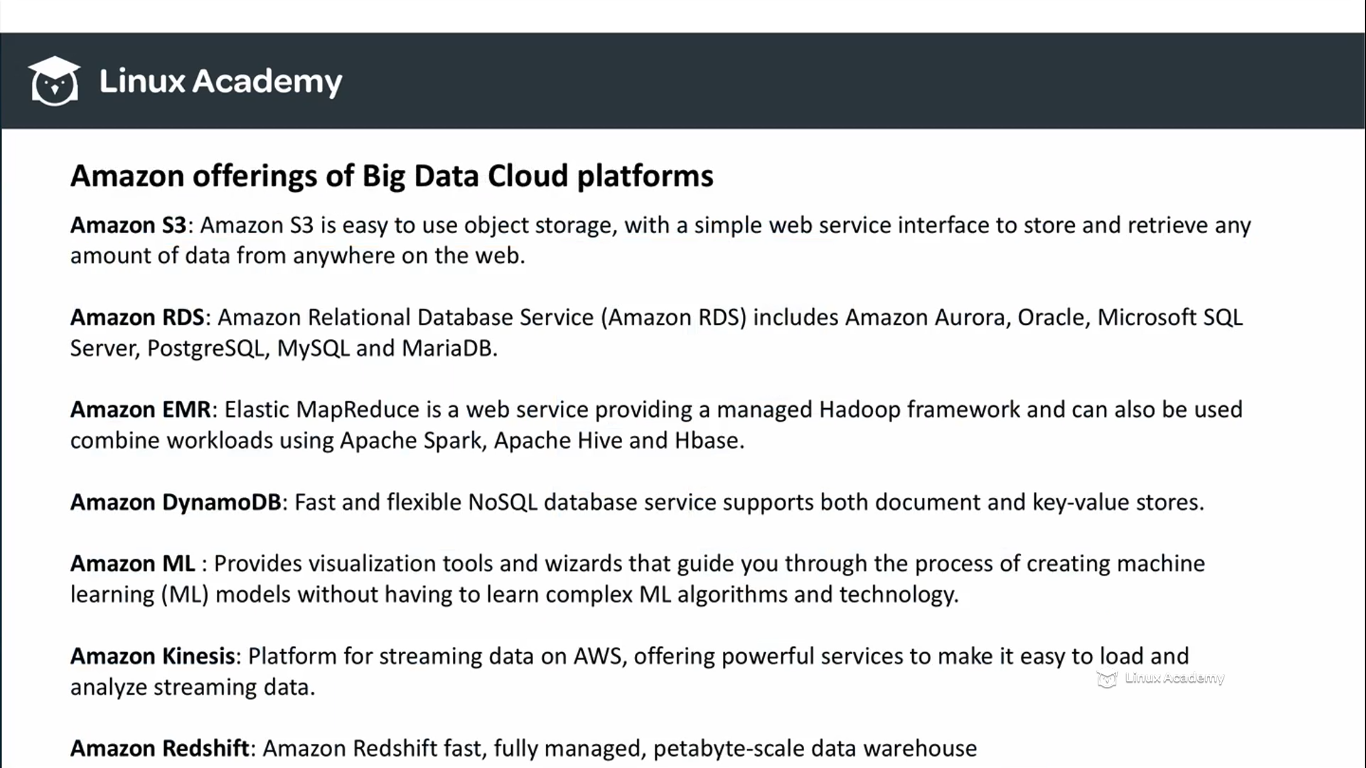 Linux Academy
Amazon offerings of Big Data Cloud platforms
Amazon S3: Amazon S3 is easy to use object storage, with a simple web service interface to store and retrieve any
amount of data from anywhere on the web.
Amazon RDS: Amazon Relational Database Service (Amazon RDS) includes Amazon Aurora, Oracle, Microsoft SQL
Server, PostgreSQL, MySQL and MariaDB.
Amazon EMR: Elastic MapReduce is a web service providing a managed Hadoop framework and can also be used
combine workloads using Apache Spark, Apache Hive and Hbase.
Amazon DynamoDB: Fast and flexible NoSQL database service supports both document and key-value stores.
Amazon ML : Provides visualization tools and wizards that guide you through the process of creating machine
learning (ML) models without having to learn complex ML algorithms and technology.
Amazon Kinesis: Platform for streaming data on AWS, offering powerful services to make it easy to load and
analyze streaming data.
Linux Academy
Amazon Redshift: Amazon Redshift fast, fully managed, petabyte-scale data warehouse